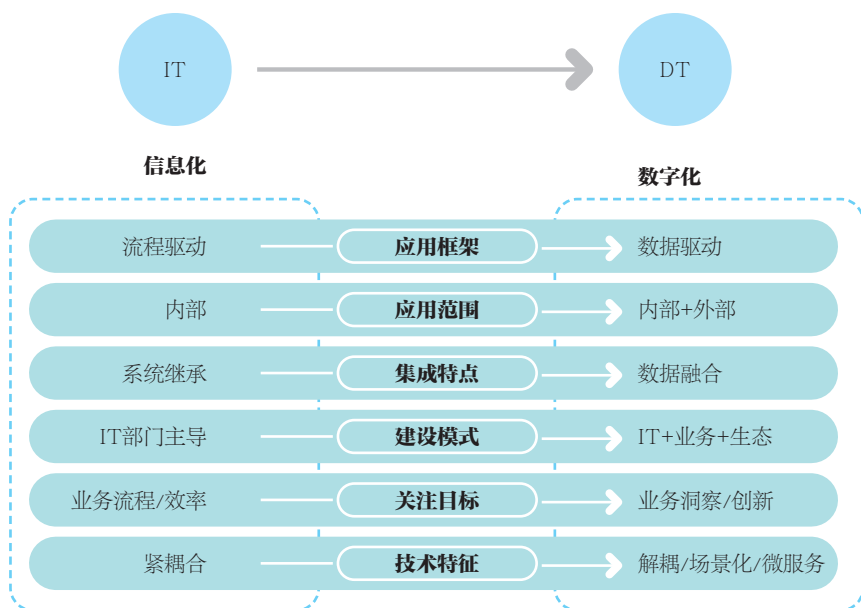 IT
DT
信息化
数字化
流程驱动 应用框架 数据驱动
内部 应用范围 内部+外部
系统继承 集成特点 数据融合
IT部门主导 建设模式 IT+业务+生态
业务流程/效率 关注目标 业务洞察/创新
紧耦合 技术特征 解耦/场景化/微服务